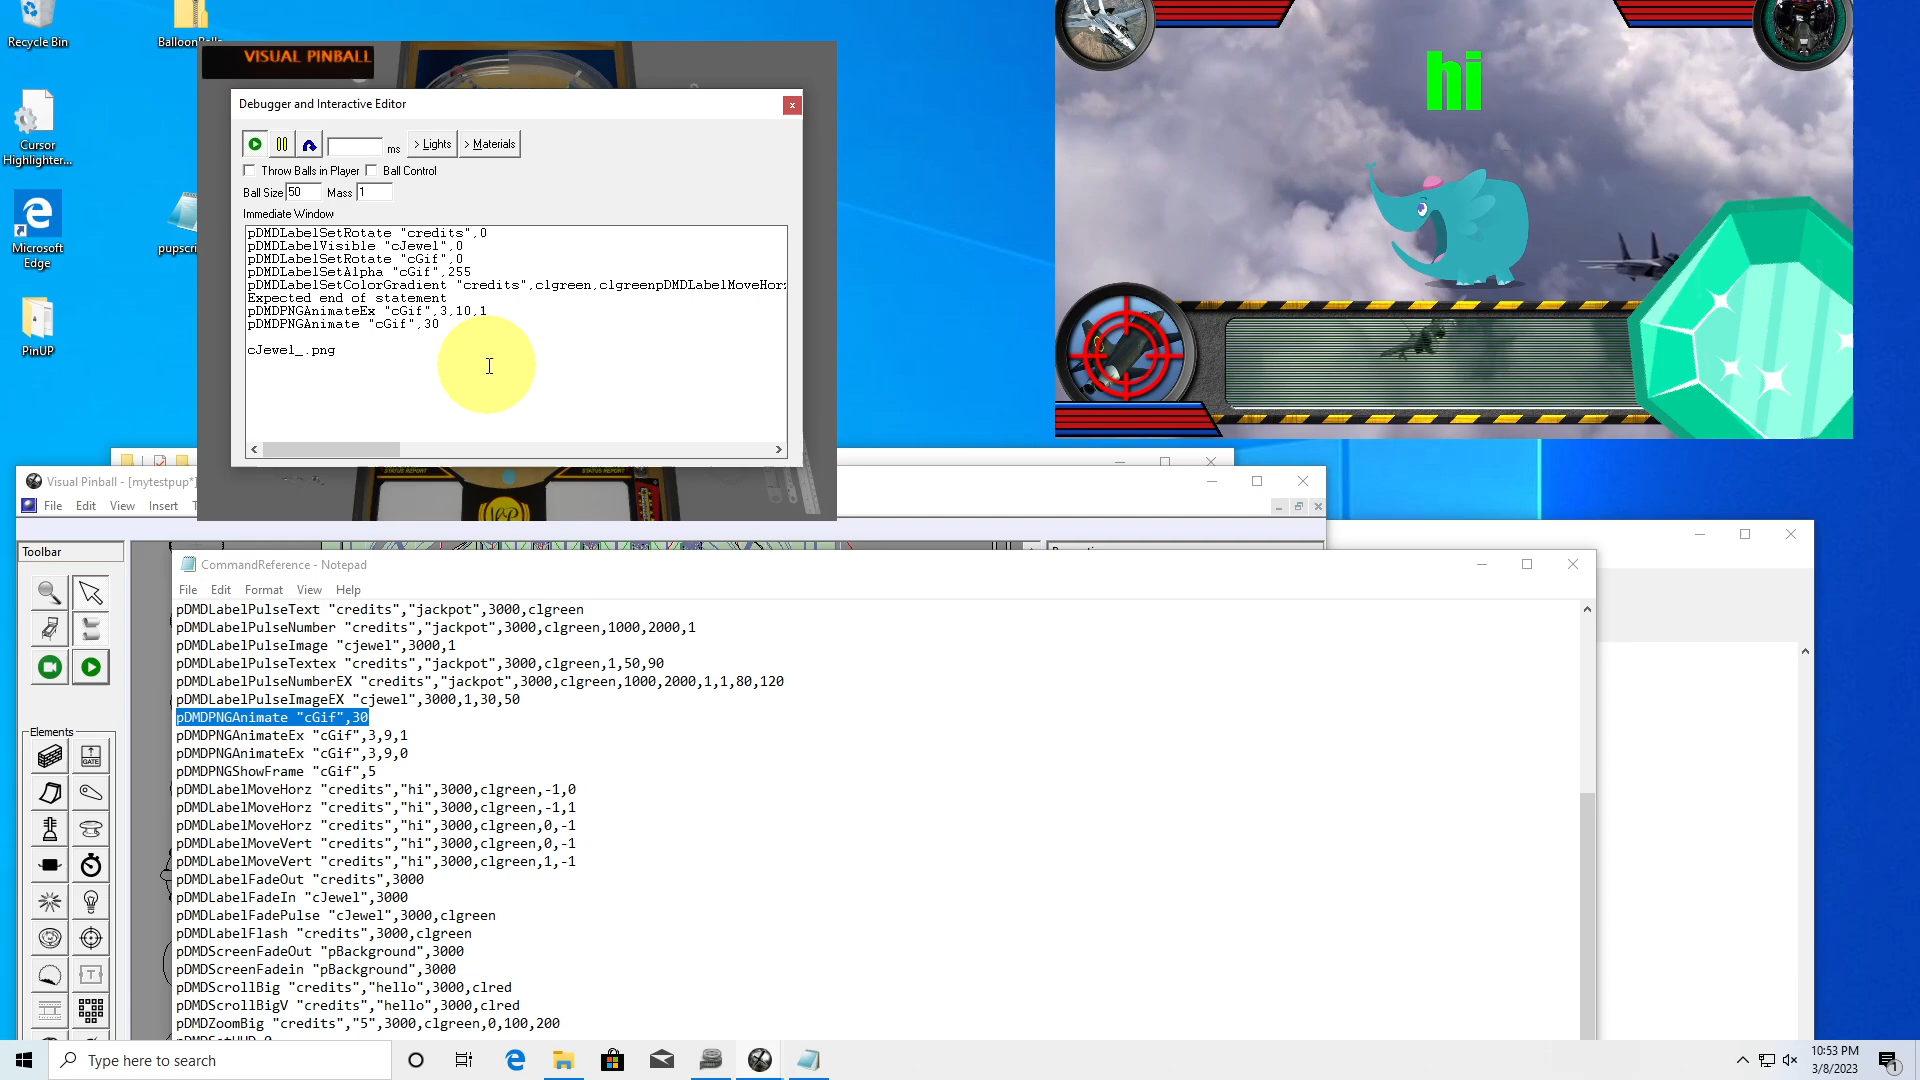 Recycle Bin
Cursor
Highlighter...
Microsoft
Edge
PinUP
VISUAL PINBALL
Debugger and Interactive Editor
x
ms
> Lights
> Materials
Throw Balls in Player
Ball Control
Ball Size 50
Mass 1
Immediate Window
pDMDLabelSetRotate "credits",0
pDMDLabelVisible "cJewel",0
pDMDLabelSetRotate "cGif",0
pDMDLabelSetAlpha "cGif",255
pDMDLabelSetColorGradient "credits",clgreen,clgreenpDMDLabelMoveHorz
Expected end of statement
pDMDPNGAnimateEx "cGif",3,10,1
pDMDPNGAnimate "cGif",30
cJewel_.png
hi
STATUS REPORT
STATUS REPORT
Visual Pinball - [mytestpup*]
File Edit View Insert
Toolbar
Elements
GATE
T
CommandReference - Notepad
File Edit Format View Help
pDMDLabelPulseText "credits","jackpot",3000,clgreen
pDMDLabelPulseNumber "credits","jackpot",3000,clgreen,1000,2000,1
pDMDLabelPulseImage "cjewel",3000,1
pDMDLabelPulseTextex "credits","jackpot",3000,clgreen,1,50,90
pDMDLabelPulseNumberEX "credits","jackpot",3000,clgreen,1000,2000,1,1,80,120
pDMDLabelPulseImageEX "cjewel",3000,1,30,50
pDMDPNGAnimate "cGif",30
pDMDPNGAnimateEx "cGif",3,9,1
pDMDPNGAnimateEx "cGif",3,9,0
pDMDPNGShowFrame "cGif",5
pDMDLabelMoveHorz "credits","hi",3000,clgreen,-1,0
pDMDLabelMoveHorz "credits","hi",3000,clgreen,-1,1
pDMDLabelMoveHorz "credits","hi",3000,clgreen,0,-1
pDMDLabelMoveVert "credits","hi",3000,clgreen,0,-1
pDMDLabelMoveVert "credits","hi",3000,clgreen,1,-1
pDMDLabelFadeOut "credits",3000
pDMDLabelFadeIn "cJewel",3000
pDMDLabelFadePulse "cJewel",3000,clgreen
pDMDLabelFlash "credits",3000,clgreen
pDMDScreenFadeOut "pBackground",3000
pDMDScreenFadein "pBackground",3000
pDMDScrollBig "credits","hello",3000,clred
pDMDScrollBigV "credits","hello",3000,clred
pDMDZoomBig "credits","5",3000,clgreen,0,100,200
Type here to search
10:53 PM
3/8/2023
1